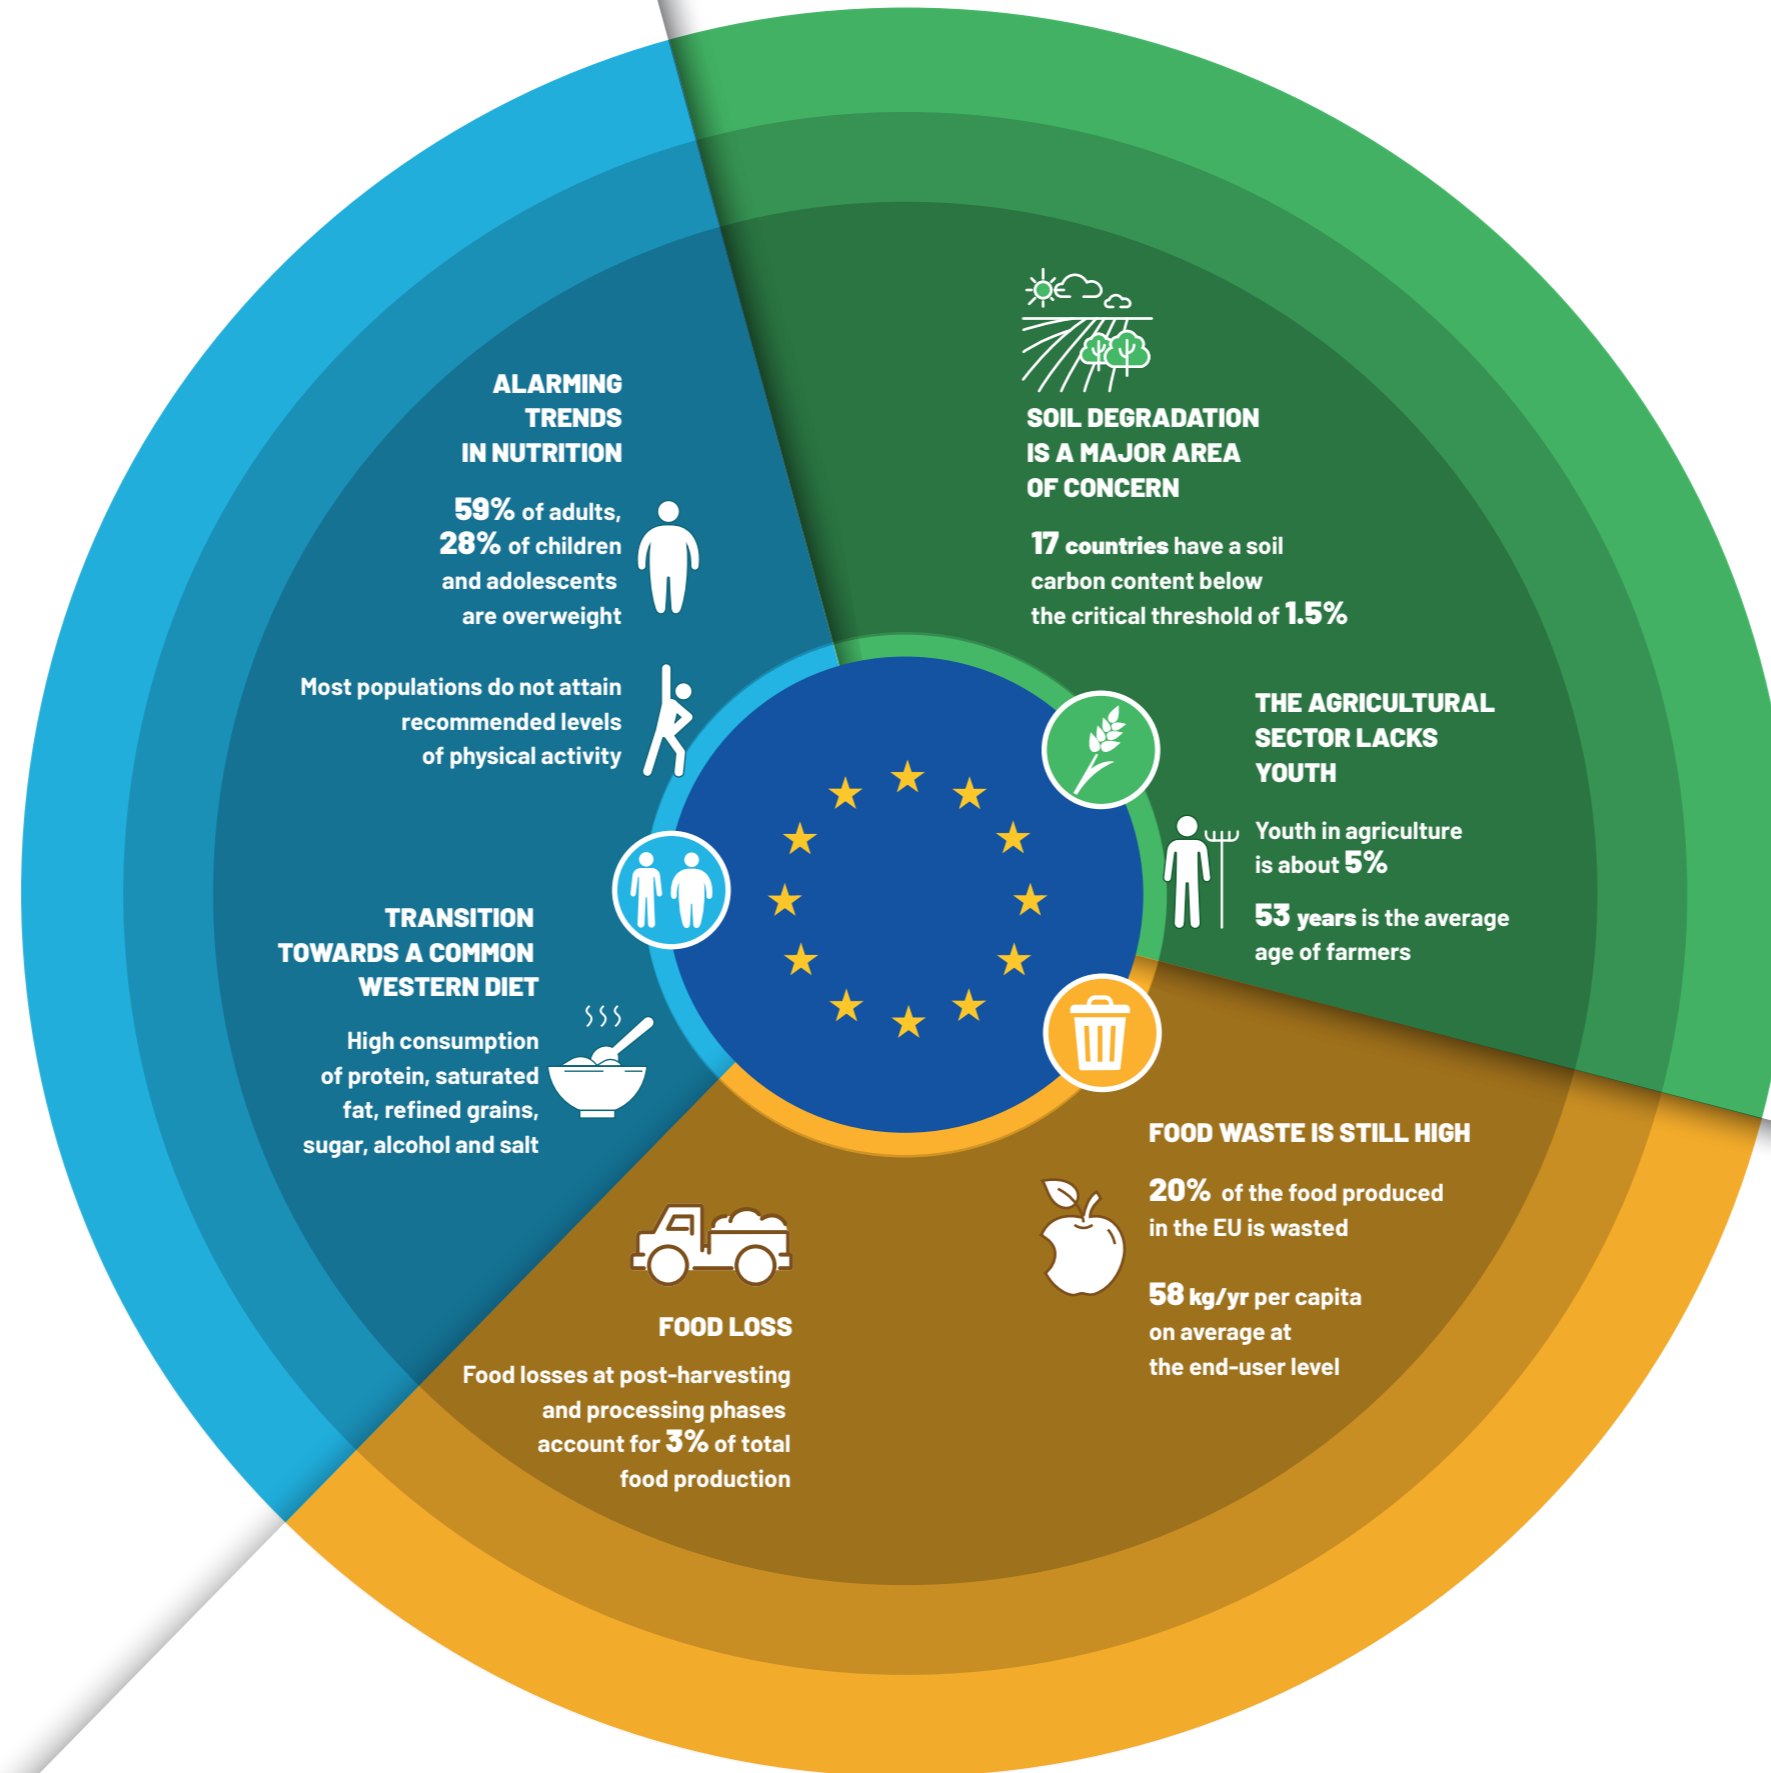 ALARMING
TRENDS
IN NUTRITION
59% of adults,
28% of children
and adolescents
are overweight
Most populations do not attain
recommended levels
of physical activity
TRANSITION
TOWARDS A COMMON
WESTERN DIET
High consumption
of protein, saturated
fat, refined grains,
sugar, alcohol and salt
SOIL DEGRADATION
IS A MAJOR AREA
OF CONCERN
17 countries have a soil
carbon content below
the critical threshold of 1.5%
THE AGRICULTURAL
SECTOR LACKS
YOUTH
Youth in agriculture
is about 5%
53 years is the average
age of farmers
FOOD WASTE IS STILL HIGH
20% of the food produced
in the EU is wasted
58 kg/yr per capita
on average at
the end-user level
FOOD LOSS
Food losses at post-harvesting
and processing phases
account for 3% of total
food production